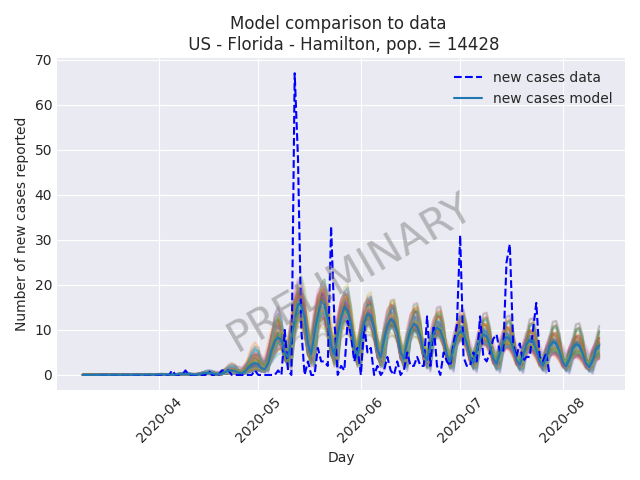 Model comparison to data
US - Florida - Hamilton, pop. = 14428
Number of new cases reported
70
60
50
40
30
20
10
0
new cases data
new cases model
PRELIMINARY
2020-04
2020-05
2020-06
2020-07
2020-08
Day